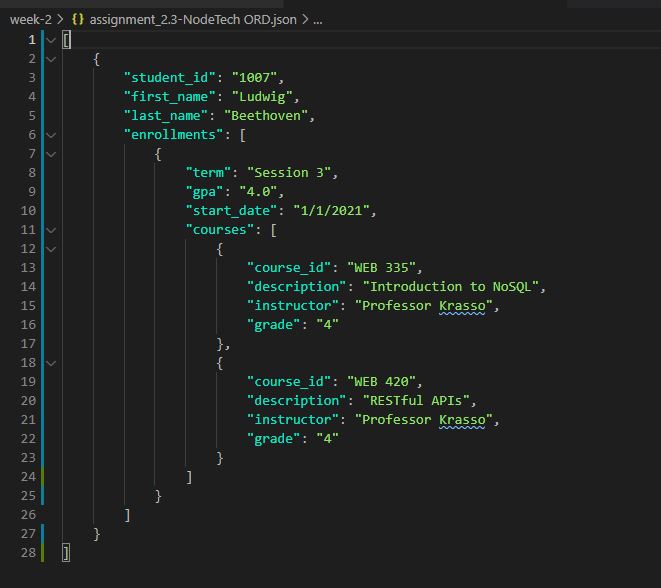 week-2 > {} assignment_2.3-NodeTech ORD.json > ...
1 [
2 {
3 "student_id": "1007",
4 "first_name": "Ludwig",
5 "last_name": "Beethoven",
6 "enrollments": [
7 {
8 "term": "Session 3",
9 "gpa": "4.0",
10 "start_date": "1/1/2021",
11 "courses": [
12 {
13 "course_id": "WEB 335",
14 "description": "Introduction to NoSQL",
15 "instructor": "Professor Krasso",
16 "grade": "4"
17 },
18 {
19 "course_id": "WEB 420",
20 "description": "RESTful APIs",
21 "instructor": "Professor Krasso",
22 "grade": "4"
23 }
24 ]
25 }
26 ]
27 }
28 ]